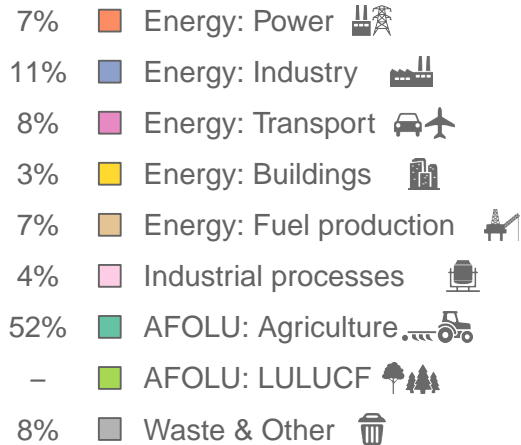 7% Energy: Power
11% Energy: Industry
8% Energy: Transport
3% Energy: Buildings
7% Energy: Fuel production
4% Industrial processes
52% AFOLU: Agriculture
– AFOLU: LULUCF
8% Waste & Other